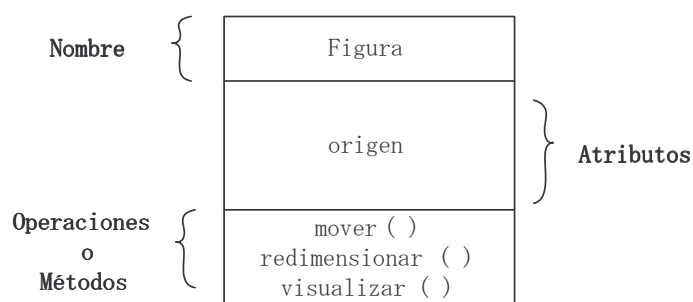 Nombre
Figura
origen
Atributos
Operaciones
o
Métodos
mover ( )
redimensionar ( )
visualizar ( )